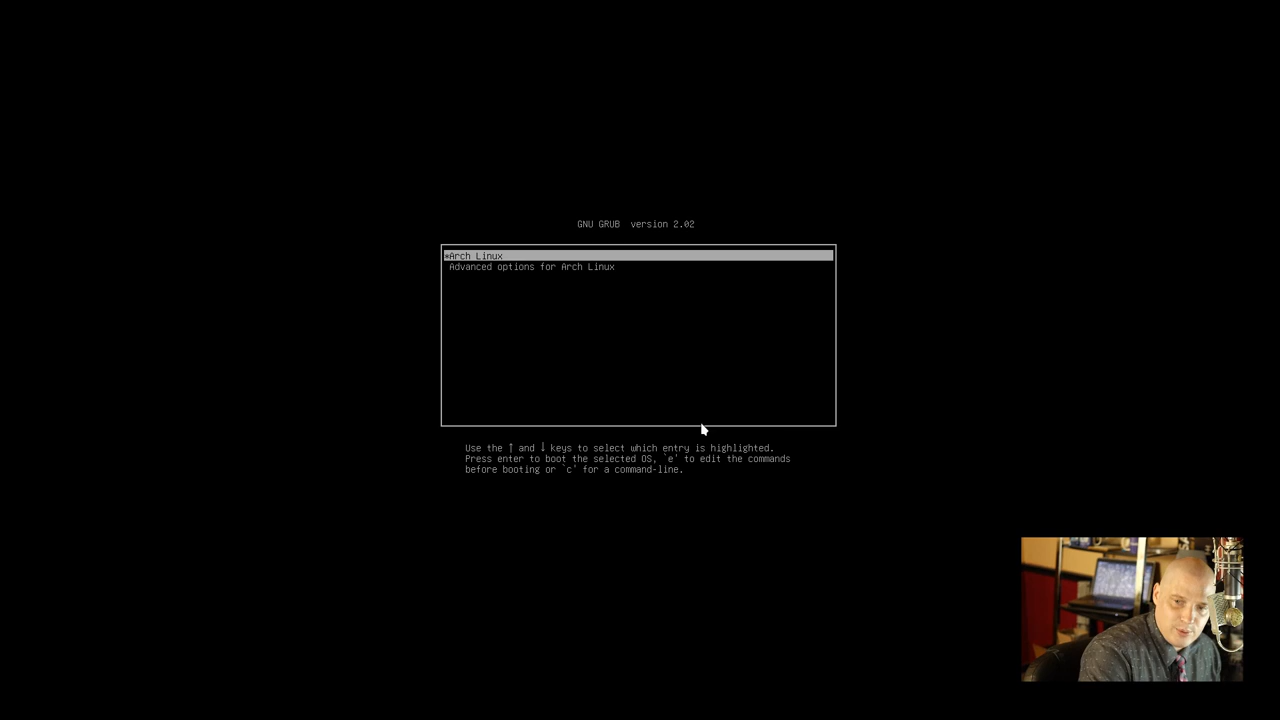 GNU GRUB  version 2.02
*Arch Linux
Advanced options for Arch Linux
Use the ↑ and ↓ keys to select which entry is highlighted.
Press enter to boot the selected OS, `e' to edit the commands
before booting or `c' for a command-line.